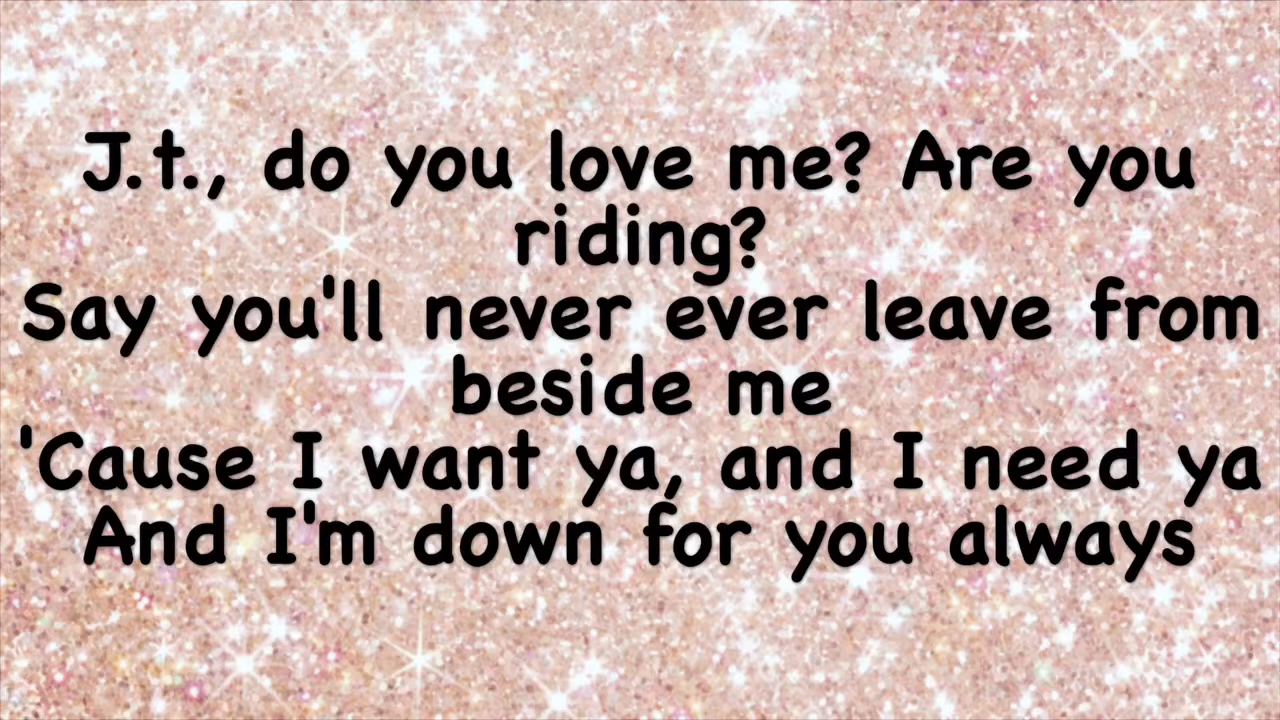 J.t., do you love me? Are you
riding?
Say you'll never ever leave from
beside me
'Cause I want ya, and I need ya
And I'm down for you always